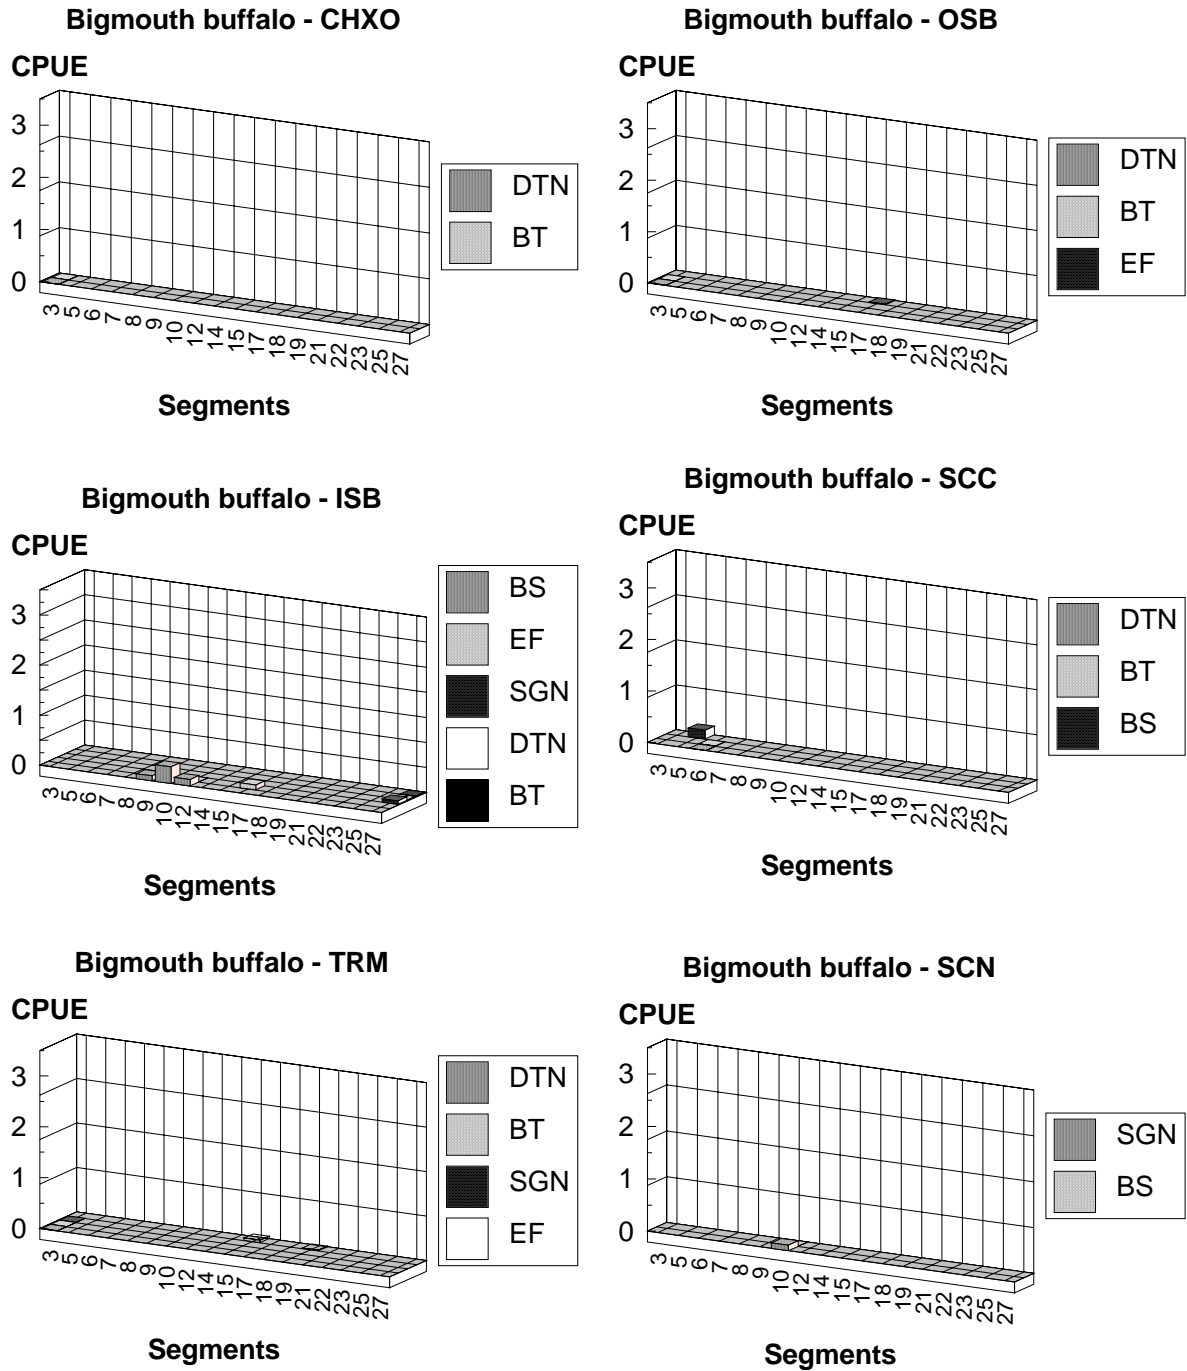 Bigmouth buffalo - CHXO
CPUE
3
2
1
0
3 5 6 7 8 9 10 12 14 15 17 18 19 21 22 23 25 27
Segments
DTN
BT
Bigmouth buffalo - OSB
CPUE
3
2
1
0
3 5 6 7 8 9 10 12 14 15 17 18 19 21 22 23 25 27
Segments
DTN
BT
EF
Bigmouth buffalo - ISB
CPUE
3
2
1
0
3 5 6 7 8 9 10 12 14 15 17 18 19 21 22 23 25 27
Segments
BS
EF
SGN
DTN
BT
Bigmouth buffalo - SCC
CPUE
3
2
1
0
3 5 6 7 8 9 10 12 14 15 17 18 19 21 22 23 25 27
Segments
DTN
BT
BS
Bigmouth buffalo - TRM
CPUE
3
2
1
0
3 5 6 7 8 9 10 12 14 15 17 18 19 21 22 23 25 27
Segments
DTN
BT
SGN
EF
Bigmouth buffalo - SCN
CPUE
3
2
1
0
3 5 6 7 8 9 10 12 14 15 17 18 19 21 22 23 25 27
Segments
SGN
BS